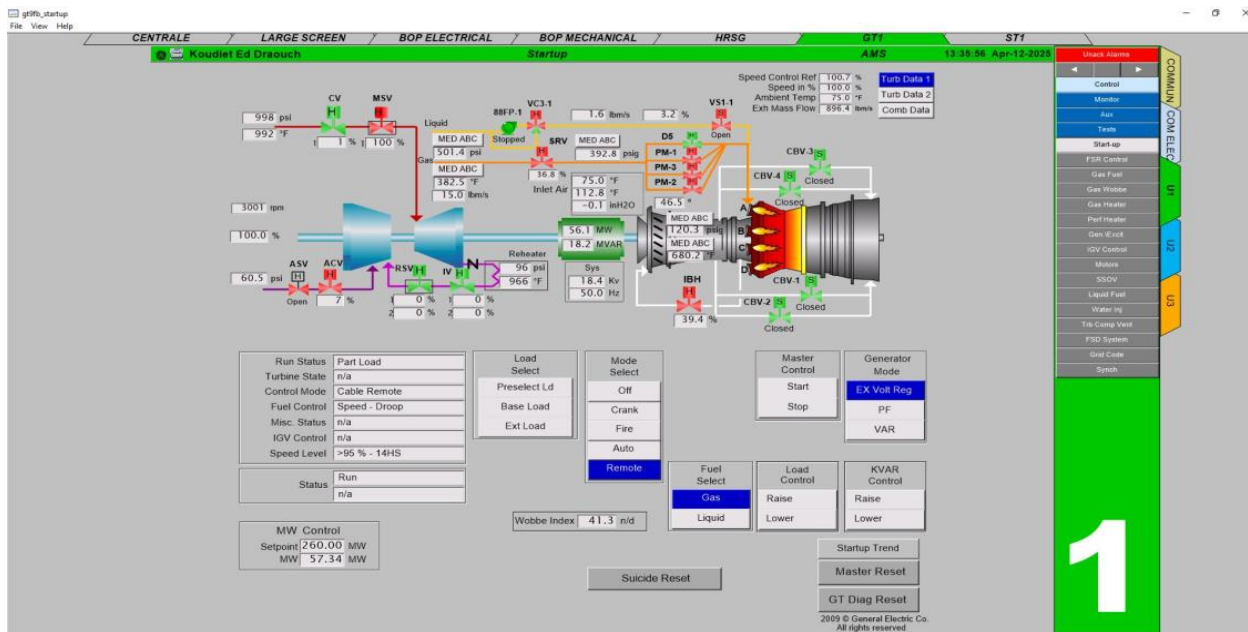 gt9fb_startup
File View Help
CENTRALE LARGE SCREEN BOP ELECTRICAL BOP MECHANICAL HRSG GT1 ST1
Koudiet Ed Draouch Startup AMS 13:35:56 Apr-12-2025
Unack Alarms
Control
Monitor
Aux
Tests
Start-up
FSR Control
Gas Fuel
Gas Wobbe
Gas Heater
Perf Heater
Gen \Excit
IGV Control
Motors
SSOV
Liquid Fuel
Water Inj
Trb Comp Vent
FSD System
Grid Code
Synch
COMMUN
COM ELEC
U1
U2
U3
1
Speed Control Ref 100.7 %
Speed in % 100.0 %
Ambient Temp 75.0 °F
Exh Mass Flow 896.4 lbm/s
Turb Data 1
Turb Data 2
Comb Data
998 psi
992 °F
CV
H
1 1 %
MSV
H
1 100 %
Liquid
88FP-1
Stopped
VC3-1
H
1.6 lbm/s
3.2 %
VS1-1
Open
MED ABC
501.4 psi
Gas
MED ABC
382.5 °F
15.0 lbm/s
SRV
H
36.8 %
MED ABC
392.8 psig
D5
H
PM-1
H
PM-3
H
PM-2
H
Inlet Air
75.0 °F
112.8 °F
-0.1 inH2O
46.5 °
CBV-3
S
Closed
CBV-4
S
Closed
3001 rpm
100.0 %
56.1 MW
18.2 MVAR
MED ABC
120.3 psig
MED ABC
680.2 °F
A
B
C
D
Sys
18.4 Kv
50.0 Hz
60.5 psi
ASV
H
Open
ACV
H
7 %
RSV
H
1 0 %
2 0 %
IV
H
1 0 %
2 0 %
N
Reheater
96 psi
966 °F
IBH
H
39.4 %
CBV-1
S
Closed
CBV-2
S
Closed
Run Status Part Load
Turbine State n/a
Control Mode Cable Remote
Fuel Control Speed - Droop
Misc. Status n/a
IGV Control n/a
Speed Level >95 % - 14HS
Status Run
n/a
MW Control
Setpoint 260.00 MW
MW 57.34 MW
Load
Select
Preselect Ld
Base Load
Ext Load
Mode
Select
Off
Crank
Fire
Auto
Remote
Master
Control
Start
Stop
Generator
Mode
EX Volt Reg
PF
VAR
Fuel
Select
Gas
Liquid
Load
Control
Raise
Lower
KVAR
Control
Raise
Lower
Wobbe Index 41.3 n/d
Suicide Reset
Startup Trend
Master Reset
GT Diag Reset
2009 © General Electric Co.
All rights reserved